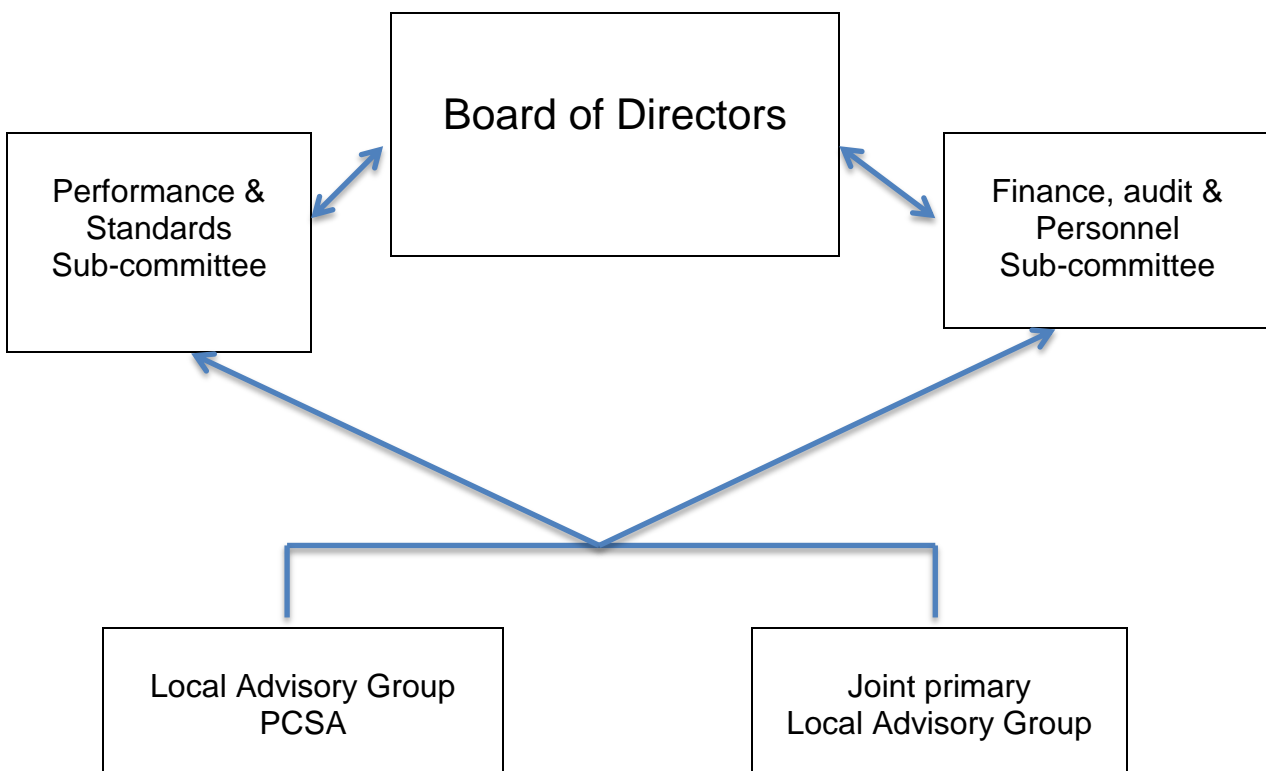 Board of Directors
Performance &
Standards
Sub-committee
Finance, audit &
Personnel
Sub-committee
Local Advisory Group
PCSA
Joint primary
Local Advisory Group